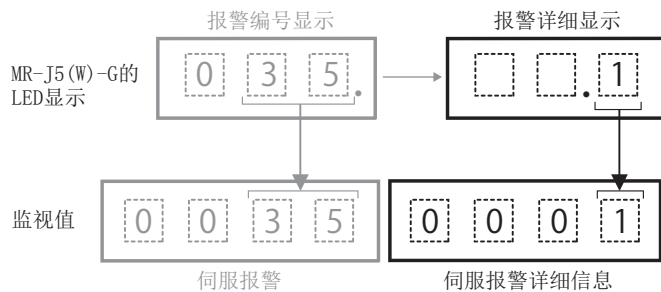 报警编号显示
报警详细显示
MR-J5(W)-G的
LED显示
0 3 5.
. 1
监视值
0 0 3 5
0 0 0 1
伺服报警
伺服报警详细信息